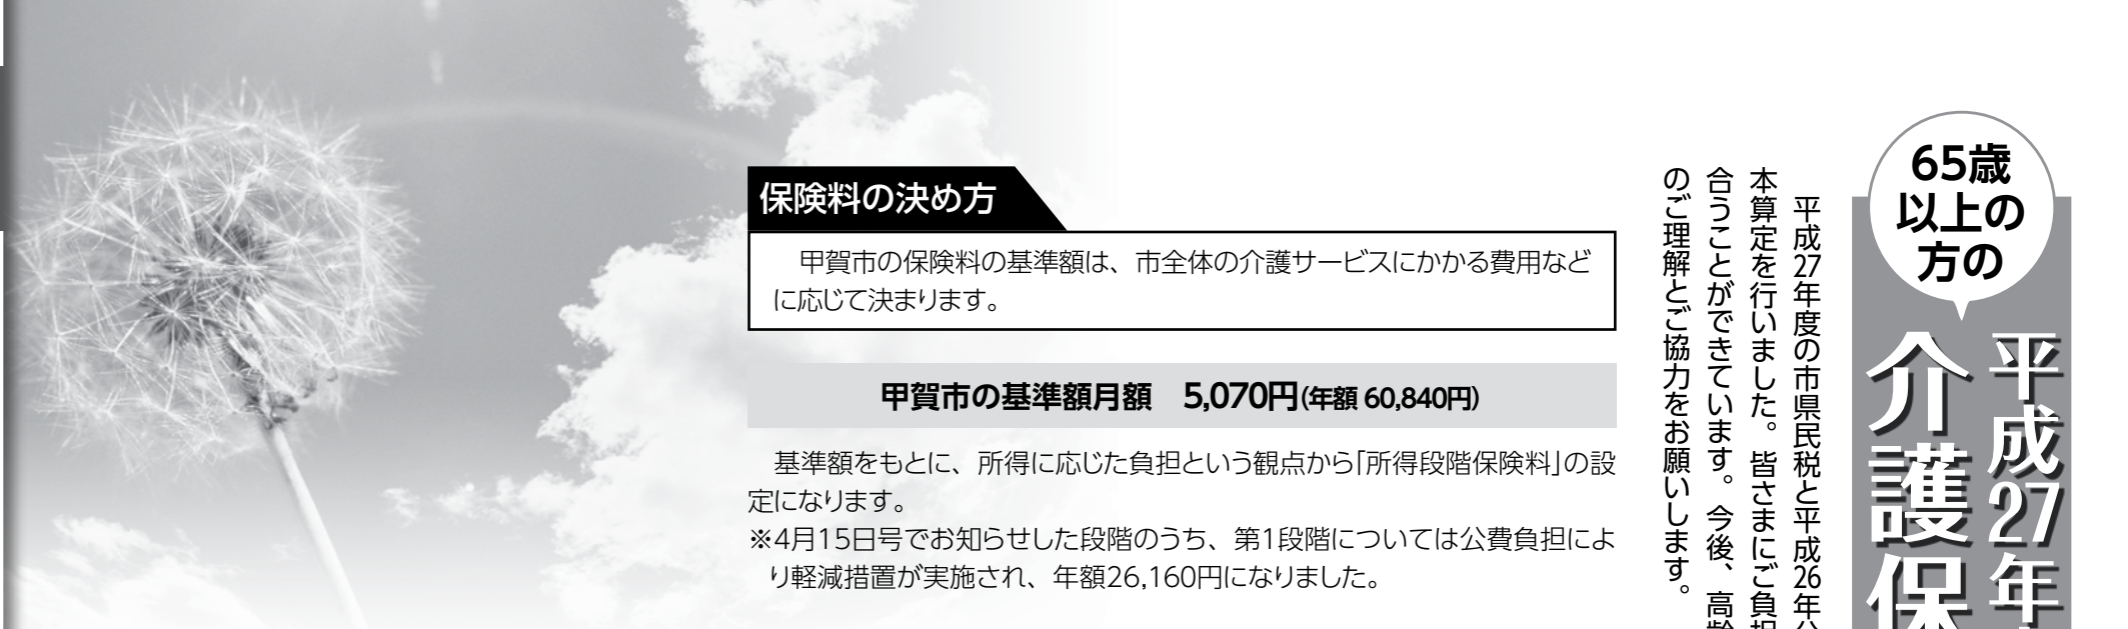 65歳
以上の
方の
平成27年
介護保
平成27年度の市県民税と平成26年
本算定を行いました。皆さまにご負担
合うことができています。今後、高齢
のご理解とご協力をお願いします。
保険料の決め方
甲賀市の保険料の基準額は、市全体の介護サービスにかかる費用など
に応じて決まります。
甲賀市の基準額月額　5,070円(年額 60,840円)
基準額をもとに、所得に応じた負担という観点から「所得段階保険料」の設
定になります。
※4月15日号でお知らせした段階のうち、第1段階については公費負担によ
り軽減措置が実施され、年額26,160円になりました。